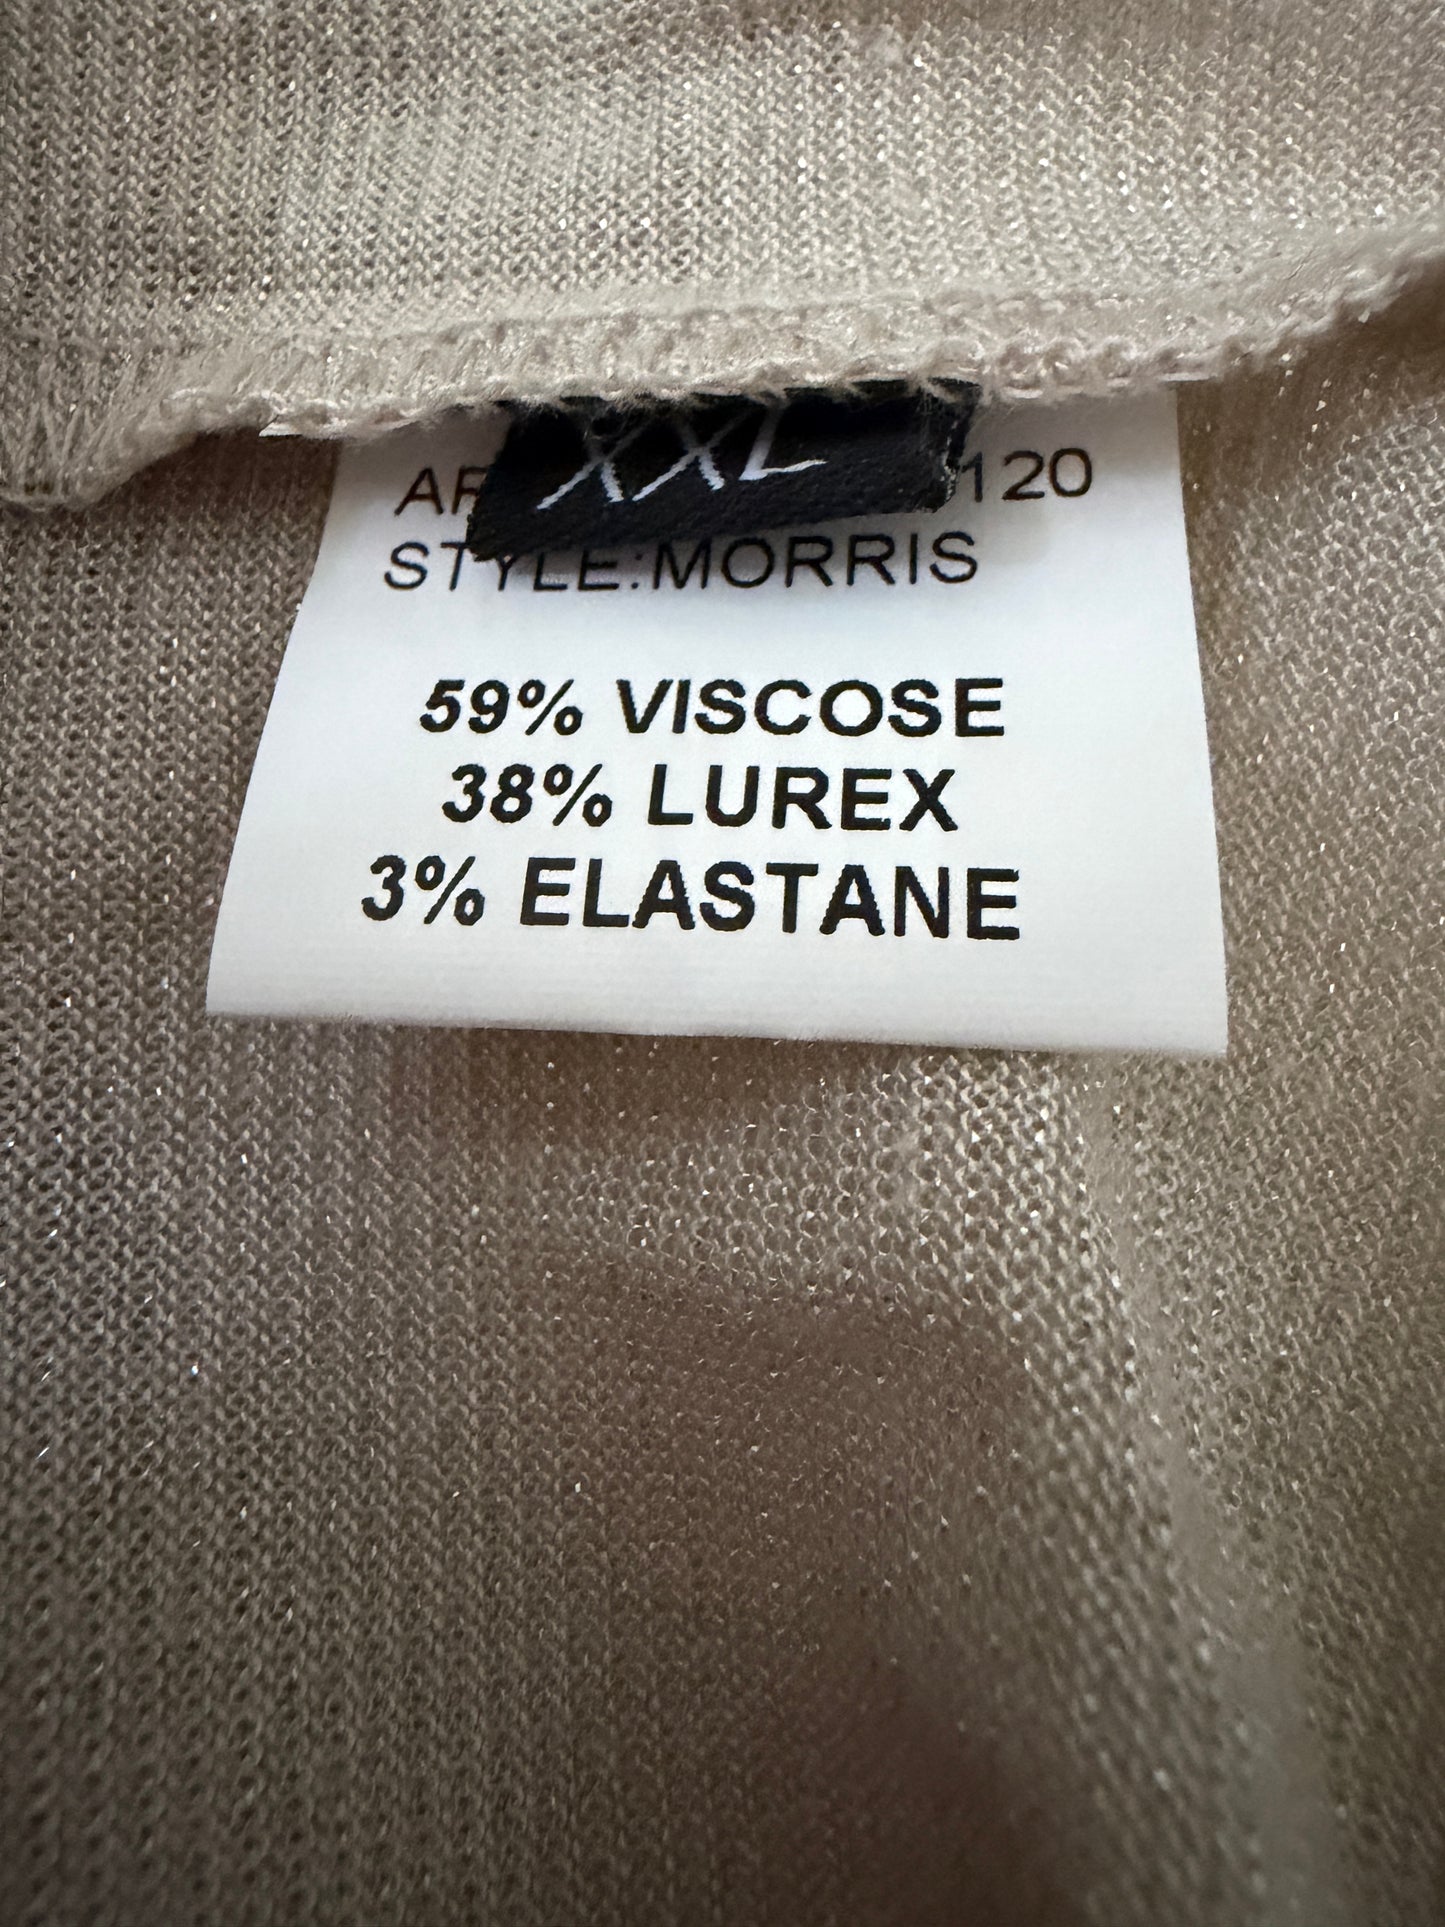 XXL
120
STYLE:MORRIS
59% VISCOSE
38% LUREX
3% ELASTANE